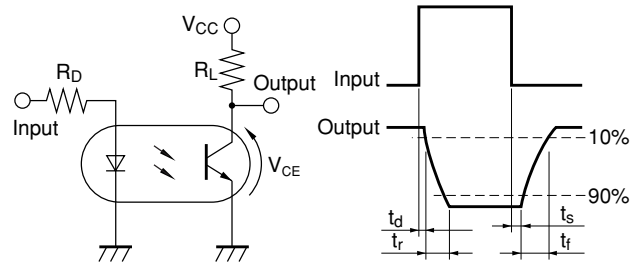 VCC
RD
RL
Output
Input
VCE
Input
Output
10%
90%
td
ts
tr
tf